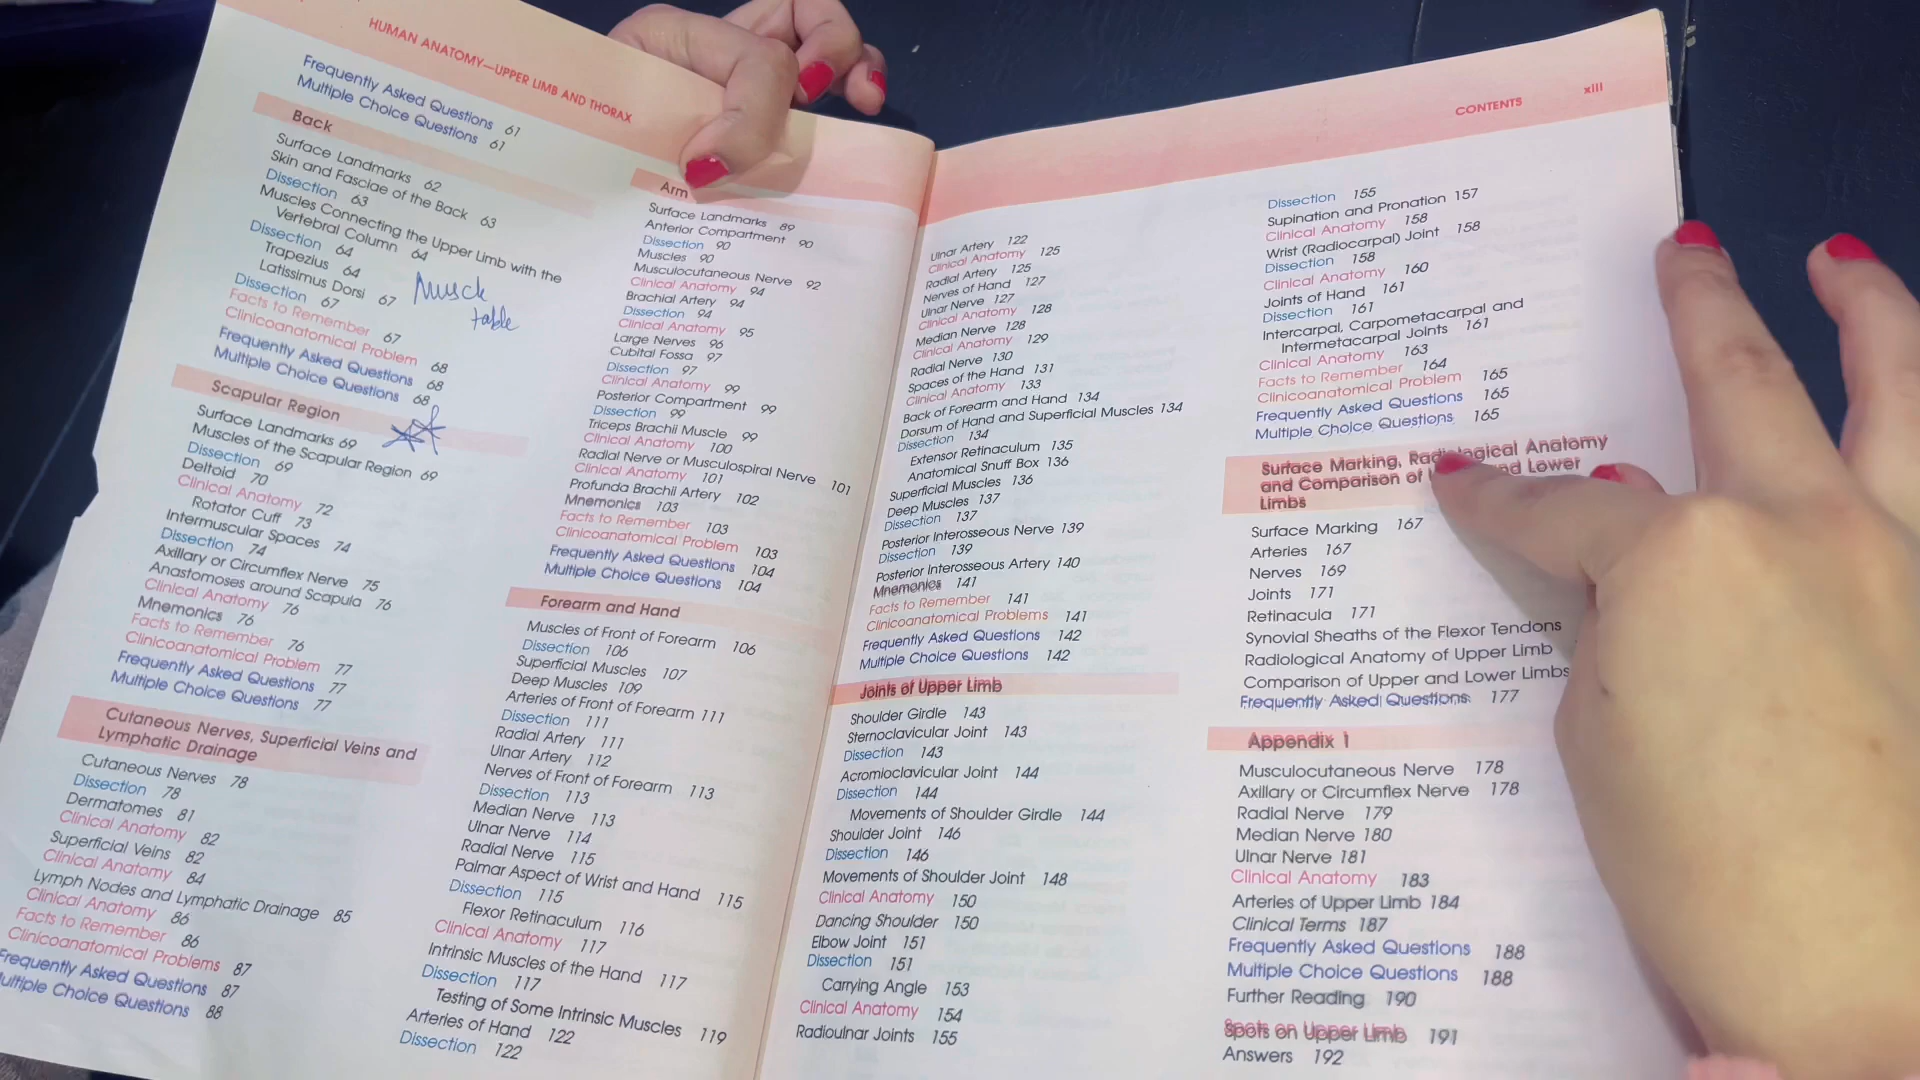 HUMAN ANATOMY—UPPER LIMB AND THORAX
Frequently Asked Questions 61
Multiple Choice Questions 61
Back
Surface Landmarks 62
Skin and Fasciae of the Back 63
Dissection 63
Muscles Connecting the Upper Limb with the
Vertebral Column 64
Dissection 64
Trapezius 64
Latissimus Dorsi 67
Dissection 67
Facts to Remember 67
Clinicoanatomical Problem 68
Frequently Asked Questions 68
Multiple Choice Questions 68
Muscle
table
Scapular Region
Surface Landmarks 69
Muscles of the Scapular Region 69
Dissection 69
Deltoid 70
Clinical Anatomy 72
Rotator Cuff 73
Intermuscular Spaces 74
Dissection 74
Axillary or Circumflex Nerve 75
Anastomoses around Scapula 76
Clinical Anatomy 76
Mnemonics 76
Facts to Remember 76
Clinicoanatomical Problem 77
Frequently Asked Questions 77
Multiple Choice Questions 77
Cutaneous Nerves, Superficial Veins and
Lymphatic Drainage
Cutaneous Nerves 78
Dissection 78
Dermatomes 81
Clinical Anatomy 82
Superficial Veins 82
Clinical Anatomy 84
Lymph Nodes and Lymphatic Drainage 85
Clinical Anatomy 86
Facts to Remember 86
Clinicoanatomical Problems 87
Frequently Asked Questions 87
Multiple Choice Questions 88
Arm
Surface Landmarks 89
Anterior Compartment 90
Dissection 90
Muscles 90
Musculocutaneous Nerve 92
Clinical Anatomy 94
Brachial Artery 94
Dissection 94
Clinical Anatomy 95
Large Nerves 96
Cubital Fossa 97
Dissection 97
Clinical Anatomy 99
Posterior Compartment 99
Dissection 99
Triceps Brachii Muscle 99
Clinical Anatomy 100
Radial Nerve or Musculospiral Nerve 101
Clinical Anatomy 101
Profunda Brachii Artery 102
Mnemonics 103
Facts to Remember 103
Clinicoanatomical Problem 103
Frequently Asked Questions 104
Multiple Choice Questions 104
Forearm and Hand
Muscles of Front of Forearm 106
Dissection 106
Superficial Muscles 107
Deep Muscles 109
Arteries of Front of Forearm 111
Dissection 111
Radial Artery 111
Ulnar Artery 112
Nerves of Front of Forearm 113
Dissection 113
Median Nerve 113
Ulnar Nerve 114
Radial Nerve 115
Palmar Aspect of Wrist and Hand 115
Dissection 115
Flexor Retinaculum 116
Clinical Anatomy 117
Intrinsic Muscles of the Hand 117
Dissection 117
Testing of Some Intrinsic Muscles 119
Arteries of Hand 122
Dissection 122
CONTENTS xiii
Ulnar Artery 122
Clinical Anatomy 125
Radial Artery 125
Nerves of Hand 127
Ulnar Nerve 127
Clinical Anatomy 128
Median Nerve 128
Clinical Anatomy 129
Radial Nerve 130
Spaces of the Hand 131
Clinical Anatomy 133
Back of Forearm and Hand 134
Dorsum of Hand and Superficial Muscles 134
Dissection 134
Extensor Retinaculum 135
Anatomical Snuff Box 136
Superficial Muscles 136
Deep Muscles 137
Dissection 137
Posterior Interosseous Nerve 139
Dissection 139
Posterior Interosseous Artery 140
Mnemonics 141
Facts to Remember 141
Clinicoanatomical Problems 141
Frequently Asked Questions 142
Multiple Choice Questions 142
Joints of Upper Limb
Shoulder Girdle 143
Sternoclavicular Joint 143
Dissection 143
Acromioclavicular Joint 144
Dissection 144
Movements of Shoulder Girdle 144
Shoulder Joint 146
Dissection 146
Movements of Shoulder Joint 148
Clinical Anatomy 150
Dancing Shoulder 150
Elbow Joint 151
Dissection 151
Carrying Angle 153
Clinical Anatomy 154
Radioulnar Joints 155
Dissection 155
Supination and Pronation 157
Clinical Anatomy 158
Wrist (Radiocarpal) Joint 158
Dissection 158
Clinical Anatomy 160
Joints of Hand 161
Dissection 161
Intercarpal, Carpometacarpal and
Intermetacarpal Joints 161
Clinical Anatomy 163
Facts to Remember 164
Clinicoanatomical Problem 165
Frequently Asked Questions 165
Multiple Choice Questions 165
Surface Marking, Radiological Anatomy
and Comparison of and Lower
Limbs
Surface Marking 167
Arteries 167
Nerves 169
Joints 171
Retinacula 171
Synovial Sheaths of the Flexor Tendons
Radiological Anatomy of Upper Limb
Comparison of Upper and Lower Limbs
Frequently Asked Questions 177
Appendix 1
Musculocutaneous Nerve 178
Axillary or Circumflex Nerve 178
Radial Nerve 179
Median Nerve 180
Ulnar Nerve 181
Clinical Anatomy 183
Arteries of Upper Limb 184
Clinical Terms 187
Frequently Asked Questions 188
Multiple Choice Questions 188
Further Reading 190
Spots on Upper Limb 191
Answers 192